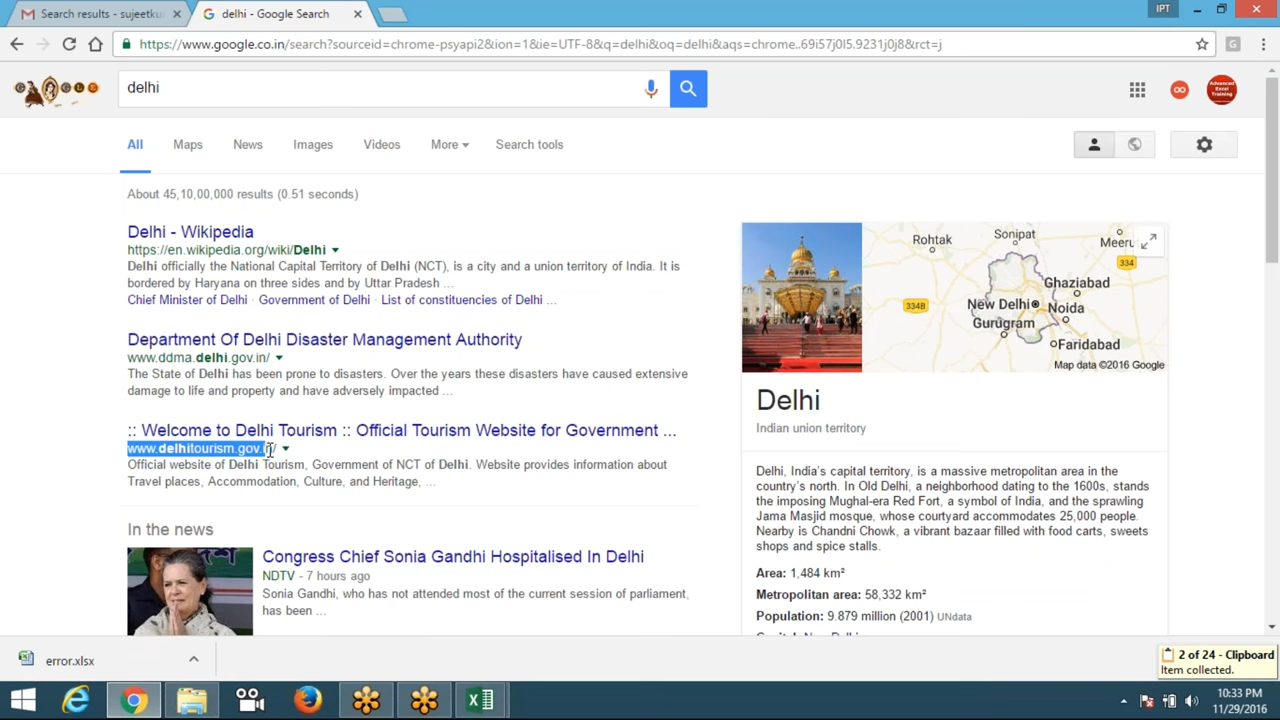 Search results - sujeetku
delhi - Google Search
IPT
https://www.google.co.in/search?sourceid=chrome-psyapi2&ion=1&ie=UTF-8&q=delhi&oq=delhi&aqs=chrome..69i57j0l5.9231j0j8&rct=j
G
delhi
Advanced Excel Training
All Maps News Images Videos More Search tools
About 45,10,00,000 results (0.51 seconds)
Delhi - Wikipedia
https://en.wikipedia.org/wiki/Delhi
Delhi officially the National Capital Territory of Delhi (NCT), is a city and a union territory of India. It is
bordered by Haryana on three sides and by Uttar Pradesh ...
Chief Minister of Delhi · Government of Delhi · List of constituencies of Delhi ...
Department Of Delhi Disaster Management Authority
www.ddma.delhi.gov.in/
The State of Delhi has been prone to disasters. Over the years these disasters have caused extensive
damage to life and property and have adversely impacted ...
:: Welcome to Delhi Tourism :: Official Tourism Website for Government ...
www.delhitourism.gov.in/
Official website of Delhi Tourism, Government of NCT of Delhi. Website provides information about
Travel places, Accommodation, Culture, and Heritage, ...
In the news
Congress Chief Sonia Gandhi Hospitalised In Delhi
NDTV - 7 hours ago
Sonia Gandhi, who has not attended most of the current session of parliament,
has been ...
Rohtak
Sonipat
Meeru
334
Ghaziabad
334B
New Delhi
Noida
Gurugram
Faridabad
Map data ©2016 Google
Delhi
Indian union territory
Delhi, India's capital territory, is a massive metropolitan area in the
country's north. In Old Delhi, a neighborhood dating to the 1600s, stands
the imposing Mughal-era Red Fort, a symbol of India, and the sprawling
Jama Masjid mosque, whose courtyard accommodates 25,000 people.
Nearby is Chandni Chowk, a vibrant bazaar filled with food carts, sweets
shops and spice stalls.
Area: 1,484 km²
Metropolitan area: 58,332 km²
Population: 9.879 million (2001) UNdata
error.xlsx
2 of 24 - Clipboard
Item collected.
10:33 PM
11/29/2016